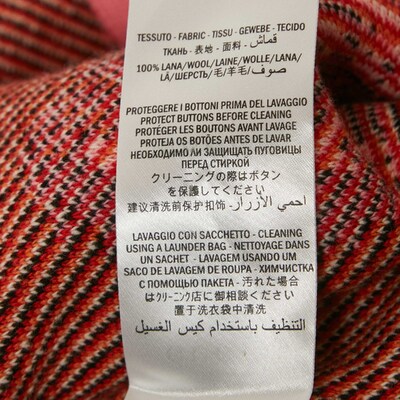 TESSUTO - FABRIC - TISSU - GEWEBE - TECIDO
ТКАНЬ - 表地 - 面料 - قماش
100% LANA/WOOL/LAINE/WOLLE/LANA/
LÃ/ШЕРСТЬ/毛/羊毛/صوف
PROTEGGERE I BOTTONI PRIMA DEL LAVAGGIO
PROTECT BUTTONS BEFORE CLEANING
PROTÉGER LES BOUTONS AVANT LAVAGE
PROTEJA OS BOTÕES ANTES DE LAVAR
НЕОБХОДИМО ЛИ ЗАЩИЩАТЬ ПУГОВИЦЫ
ПЕРЕД СТИРКОЙ
クリーニングの際はボタン
を保護してください
建议清洗前保护扣饰 - احمي الأزرار.
LAVAGGIO CON SACCHETTO - CLEANING
USING A LAUNDER BAG - NETTOYAGE DANS
UN SACHET - LAVAGEM USANDO UM
SACO DE LAVAGEM DE ROUPA - ХИМЧИСТКА
С ПОМОЩЬЮ ПАКЕТА - 汚れた場合
はクリーニング店に御相談ください
置于洗衣袋中清洗
التنظيف باستخدام كيس الغسيل